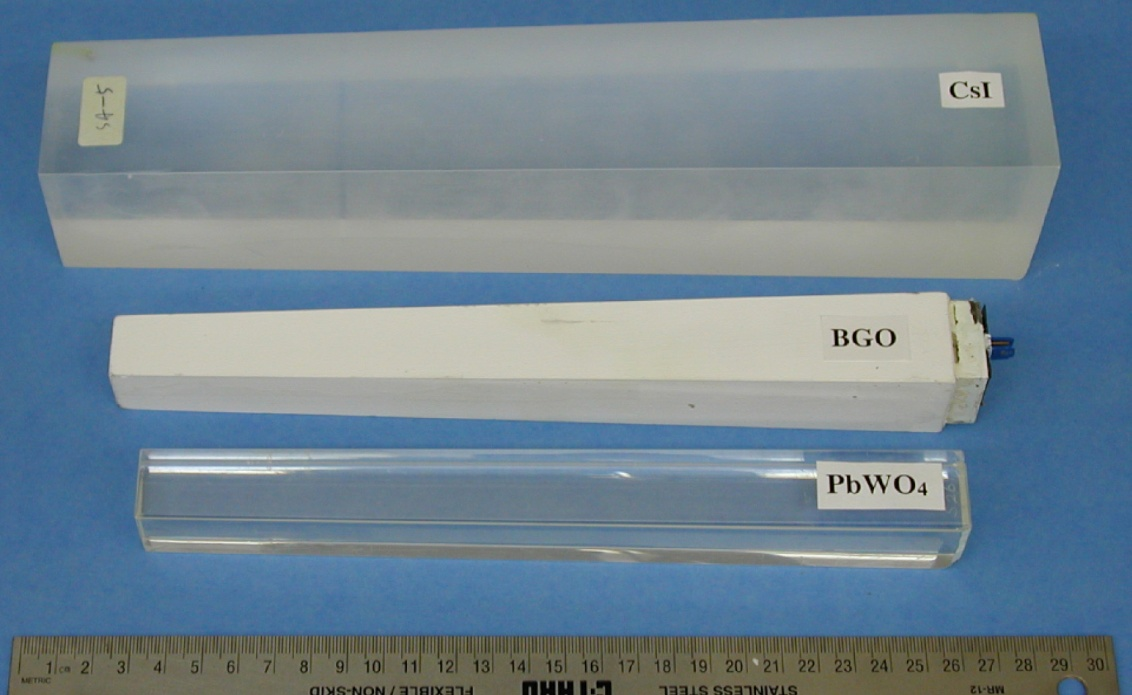 SA-5
CsI
BGO
PbWO₄
1 cm 2 3 4 5 6 7 8 9 10 11 12 13 14 15 16 17 18 19 20 21 22 23 24 25 26 27 28 29 30
METRIC FLEXIBLE / NON-SKID STAINLESS STEEL MR-12